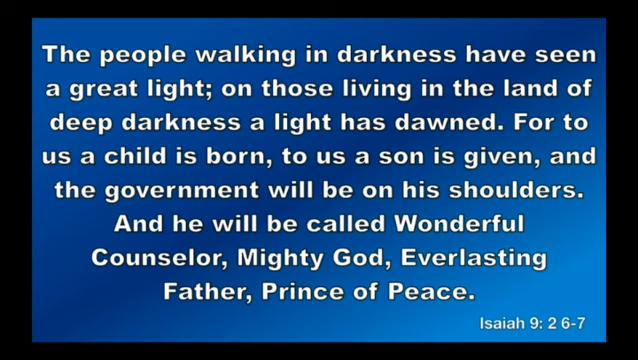 The people walking in darkness have seen
a great light; on those living in the land of
deep darkness a light has dawned. For to
us a child is born, to us a son is given, and
the government will be on his shoulders.
And he will be called Wonderful
Counselor, Mighty God, Everlasting
Father, Prince of Peace.
Isaiah 9: 2 6-7